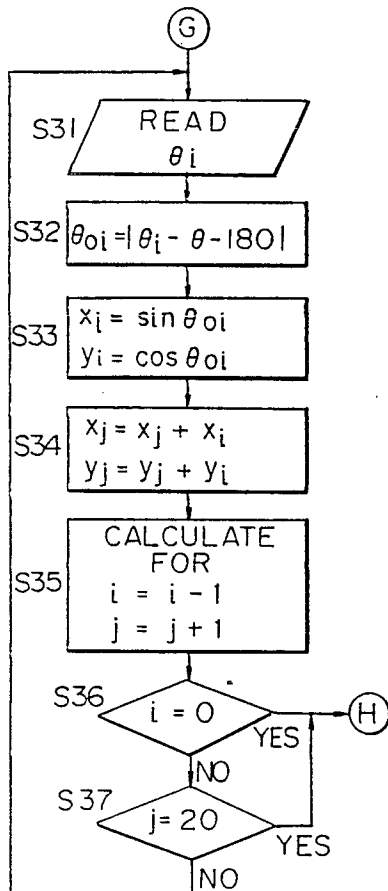 G
S31
READ
θi
S32
θoi=|θi-θ-180|
S33
xi = sin θoi
yi = cos θoi
S34
xj = xj + xi
yj = yj + yi
S35
CALCULATE
FOR
i = i-1
j = j+1
S36
i = 0
YES
H
NO
S37
j=20
YES
NO